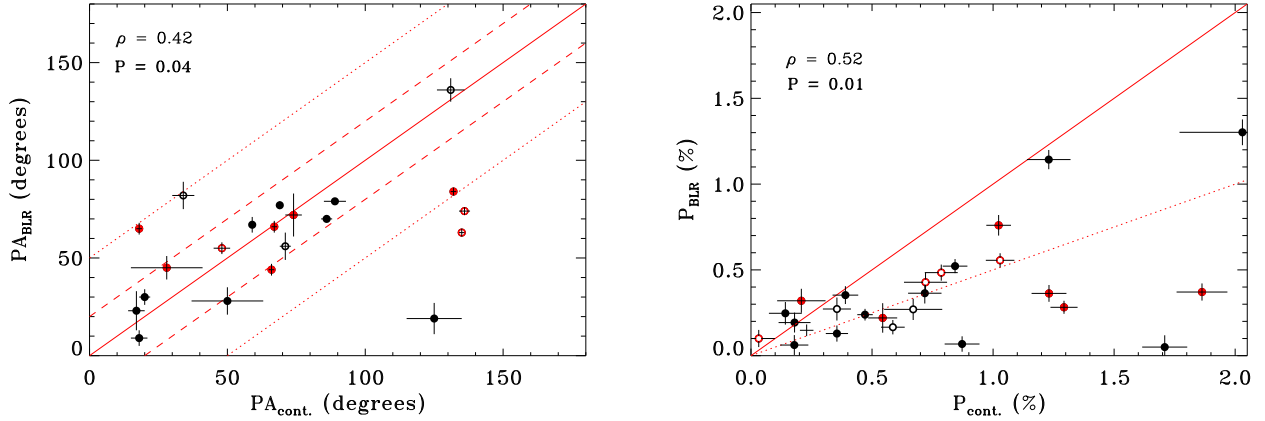 ρ = 0.42
P = 0.04
150
100
50
0
PA_BLR (degrees)
0 50 100 150
PA_cont. (degrees)
ρ = 0.52
P = 0.01
2.0
1.5
1.0
0.5
0.0
P_BLR (%)
0.0 0.5 1.0 1.5 2.0
P_cont. (%)